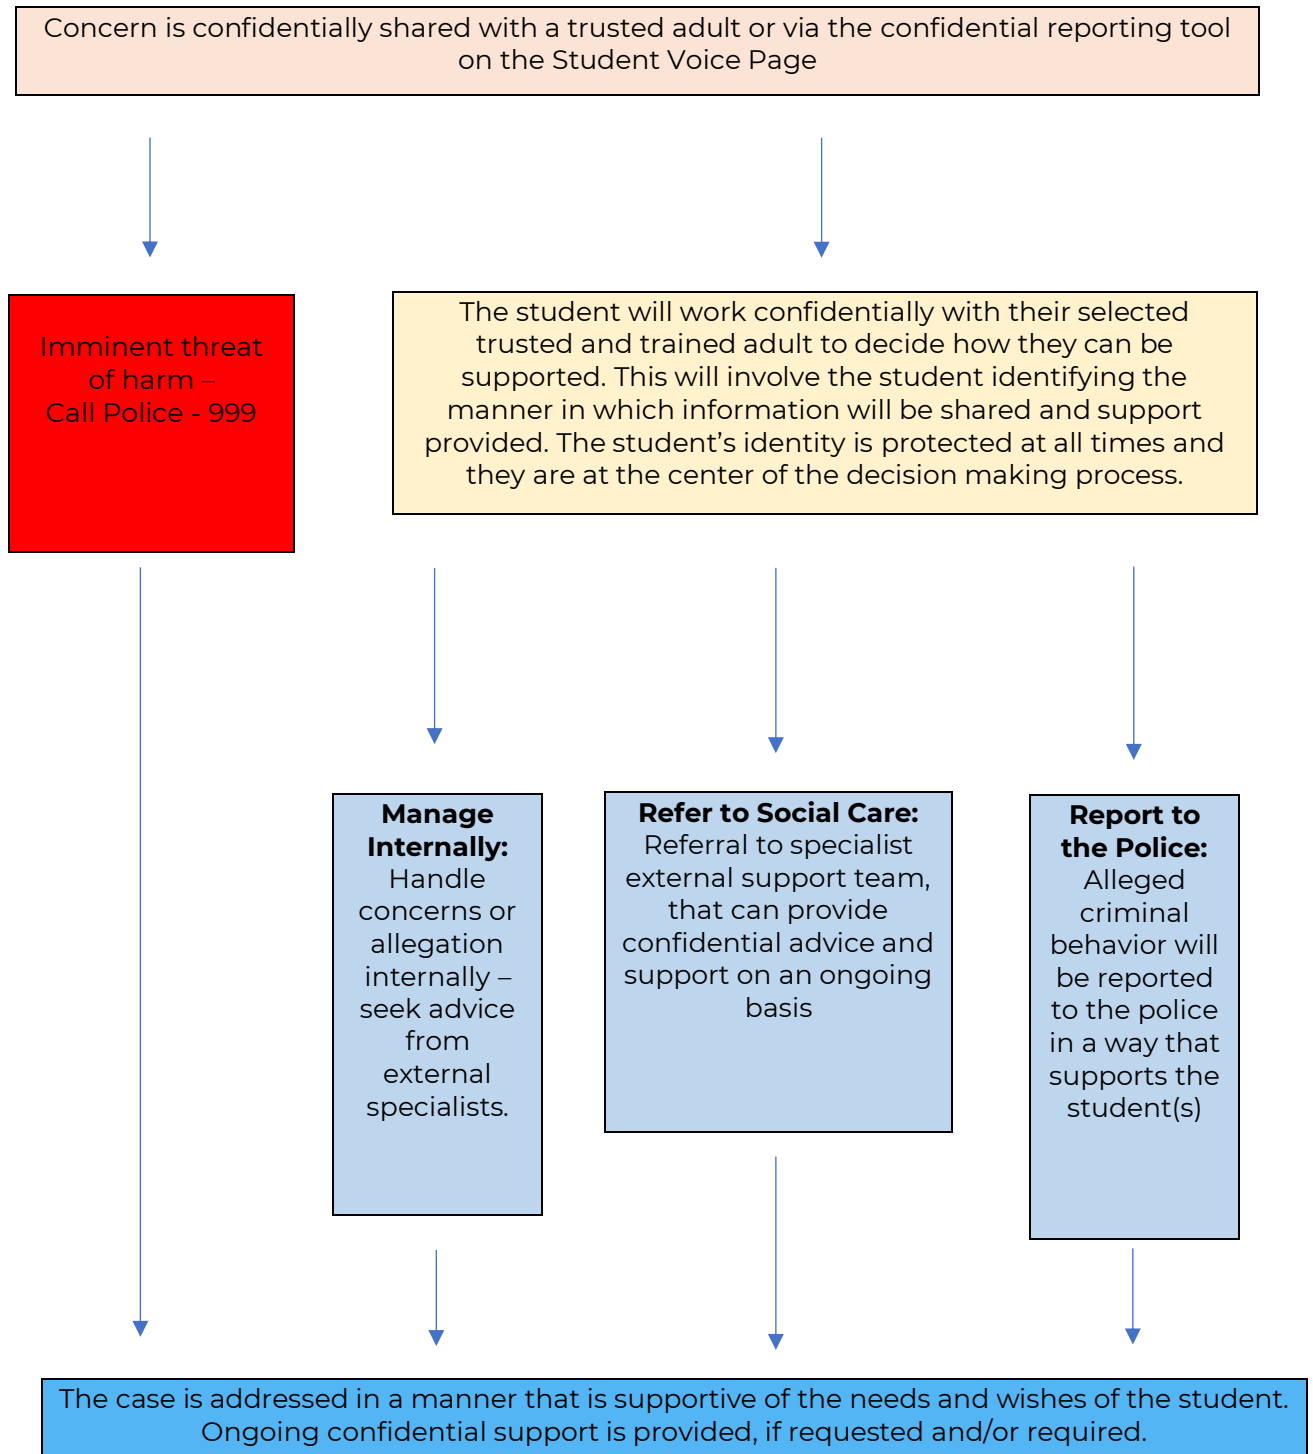 Concern is confidentially shared with a trusted adult or via the confidential reporting tool
on the Student Voice Page
Imminent threat
of harm –
Call Police - 999
The student will work confidentially with their selected
trusted and trained adult to decide how they can be
supported. This will involve the student identifying the
manner in which information will be shared and support
provided. The student’s identity is protected at all times and
they are at the center of the decision making process.
Manage
Internally:
Handle
concerns or
allegation
internally –
seek advice
from
external
specialists.
Refer to Social Care:
Referral to specialist
external support team,
that can provide
confidential advice and
support on an ongoing
basis
Report to
the Police:
Alleged
criminal
behavior will
be reported
to the police
in a way that
supports the
student(s)
The case is addressed in a manner that is supportive of the needs and wishes of the student.
Ongoing confidential support is provided, if requested and/or required.